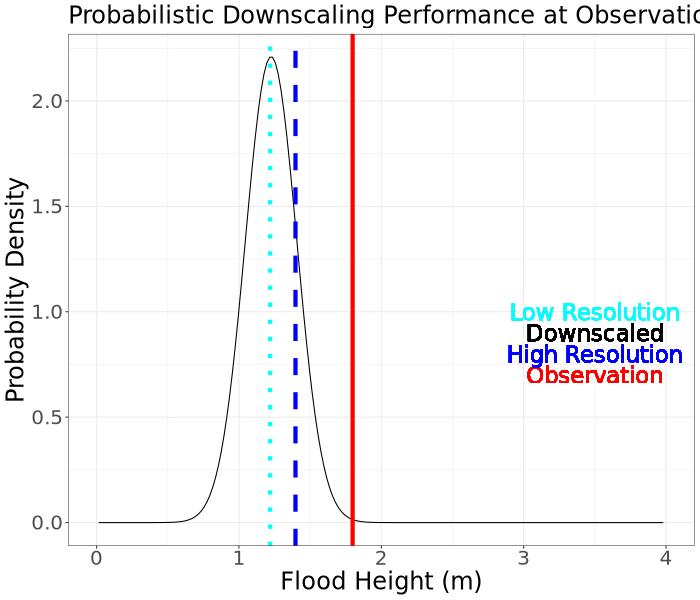 Probabilistic Downscaling Performance at Observatio
2.0
1.5
1.0
0.5
0.0
Probability Density
Low Resolution
Downscaled
High Resolution
Observation
0 1 2 3 4
Flood Height (m)